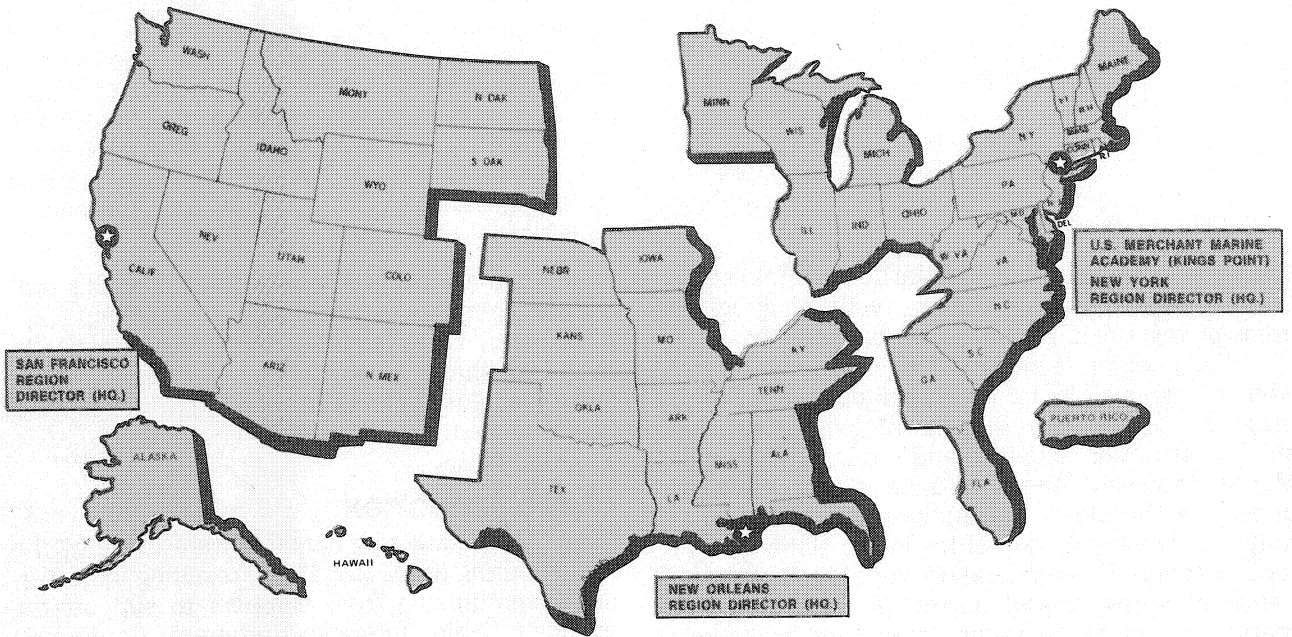 WASH
MONT
N. DAK
OREG
IDAHO
S. DAK
WYO
NEV
UTAH
CALIF
COLO
ARIZ
N. MEX
SAN FRANCISCO
REGION
DIRECTOR (HQ.)
ALASKA
HAWAII
NEBR
IOWA
KANS
MO
KY
TENN
OKLA
ARK
TEX
LA
MISS
ALA
NEW ORLEANS
REGION DIRECTOR (HQ.)
MINN
WIS
MICH
ILL
IND
OHIO
PA
N Y
VT
N H
MAINE
MASS
CONN
R I
N J
MD
DEL
W VA
VA
N C
S C
GA
FLA
PUERTO RICO
U.S. MERCHANT MARINE
ACADEMY (KINGS POINT)
NEW YORK
REGION DIRECTOR (HQ.)